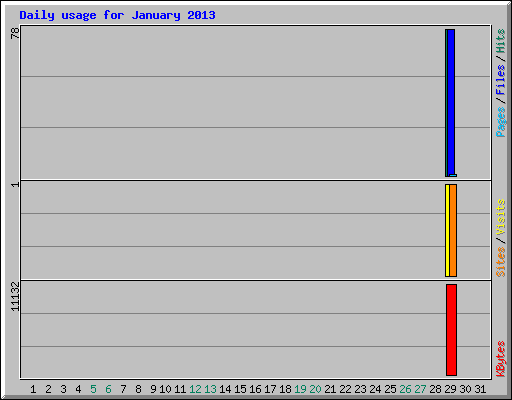 Daily usage for January 2013
78
1
11132
Pages / Files / Hits
Sites / Visits
KBytes
1 2 3 4 5 6 7 8 9 10 11 12 13 14 15 16 17 18 19 20 21 22 23 24 25 26 27 28 29 30 31